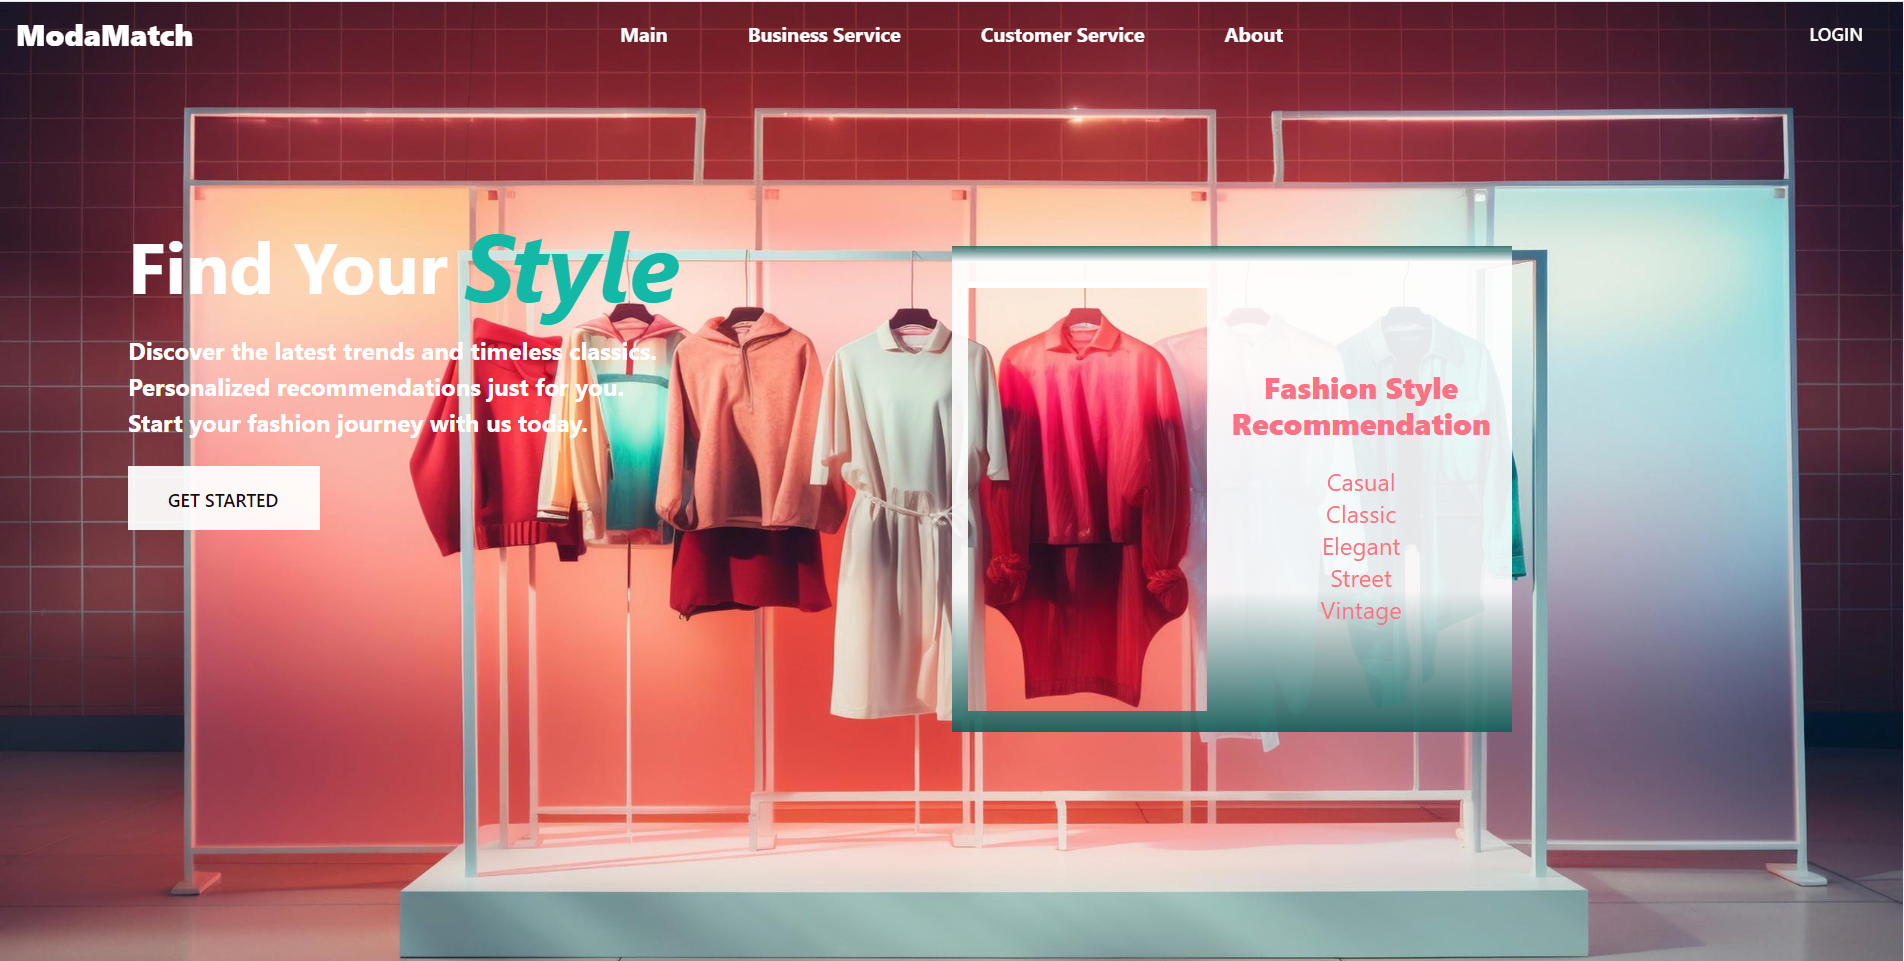 ModaMatch
Main
Business Service
Customer Service
About
LOGIN
Find Your Style
Discover the latest trends and timeless classics.
Personalized recommendations just for you.
Start your fashion journey with us today.
GET STARTED
Fashion Style
Recommendation
Casual
Classic
Elegant
Street
Vintage